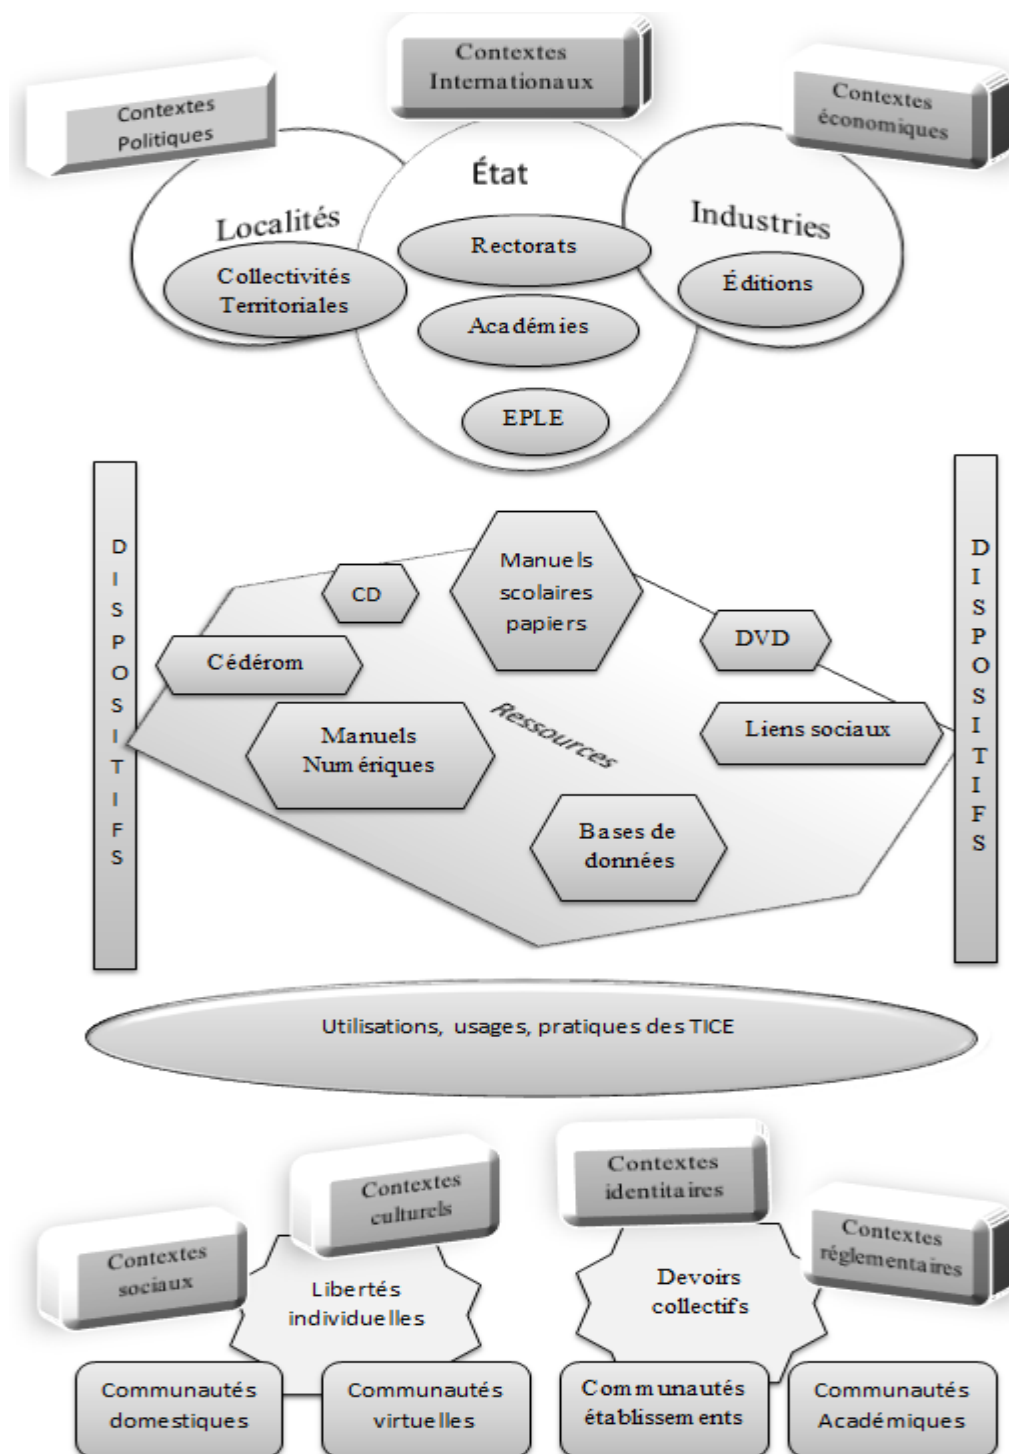 Contextes
Internationaux
Contextes
Politiques
Contextes
économiques
État
Localités
Industries
Rectorats
Collectivités
Territoriales
Éditions
Académies
EPLE
DISPOSITIFS
DISPOSITIFS
Manuels
scolaires
papiers
CD
DVD
Cédérom
Ressources
Liens sociaux
Manuels
Numériques
Bases de
données
Utilisations, usages, pratiques des TICE
Contextes
identitaires
Contextes
culturels
Contextes
sociaux
Contextes
réglementaires
Libertés
individuelles
Devoirs
collectifs
Communautés
domestiques
Communautés
virtuelles
Communautés
établissements
Communautés
Académiques